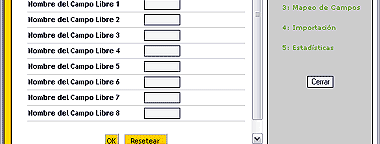 Nombre del Campo Libre 1
Nombre del Campo Libre 2
Nombre del Campo Libre 3
Nombre del Campo Libre 4
Nombre del Campo Libre 5
Nombre del Campo Libre 6
Nombre del Campo Libre 7
Nombre del Campo Libre 8
OK Resetear
3: Mapeo de Campos
4: Importación
5: Estadísticas
Cerrar